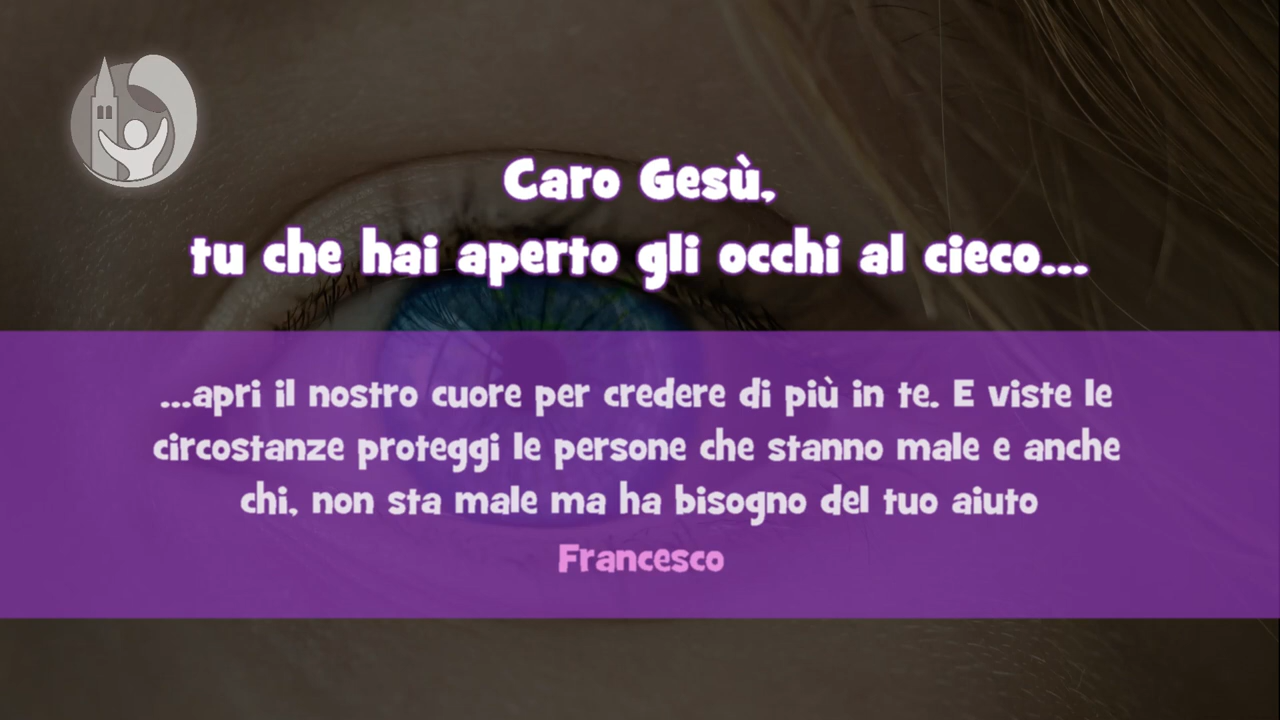 Caro Gesù,
tu che hai aperto gli occhi al cieco...
...apri il nostro cuore per credere di più in te. E viste le
circostanze proteggi le persone che stanno male e anche
chi, non sta male ma ha bisogno del tuo aiuto
Francesco